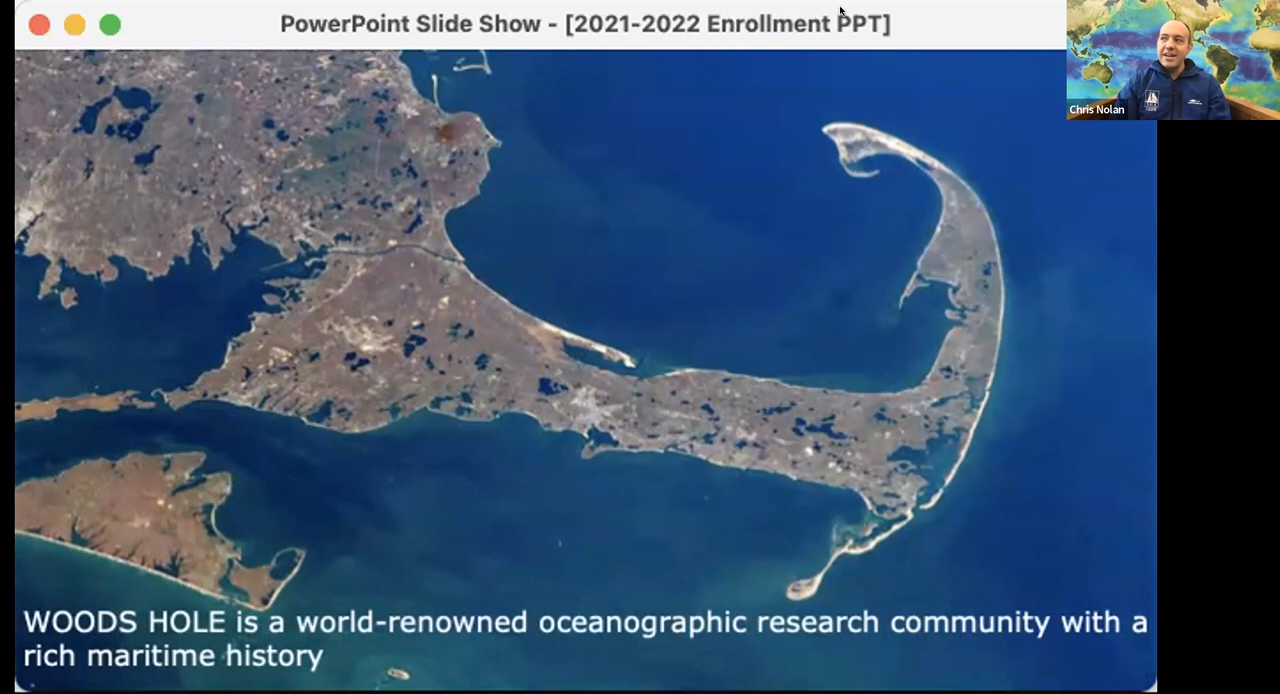 PowerPoint Slide Show - [2021-2022 Enrollment PPT]
Chris Nolan
WOODS HOLE is a world-renowned oceanographic research community with a
rich maritime history